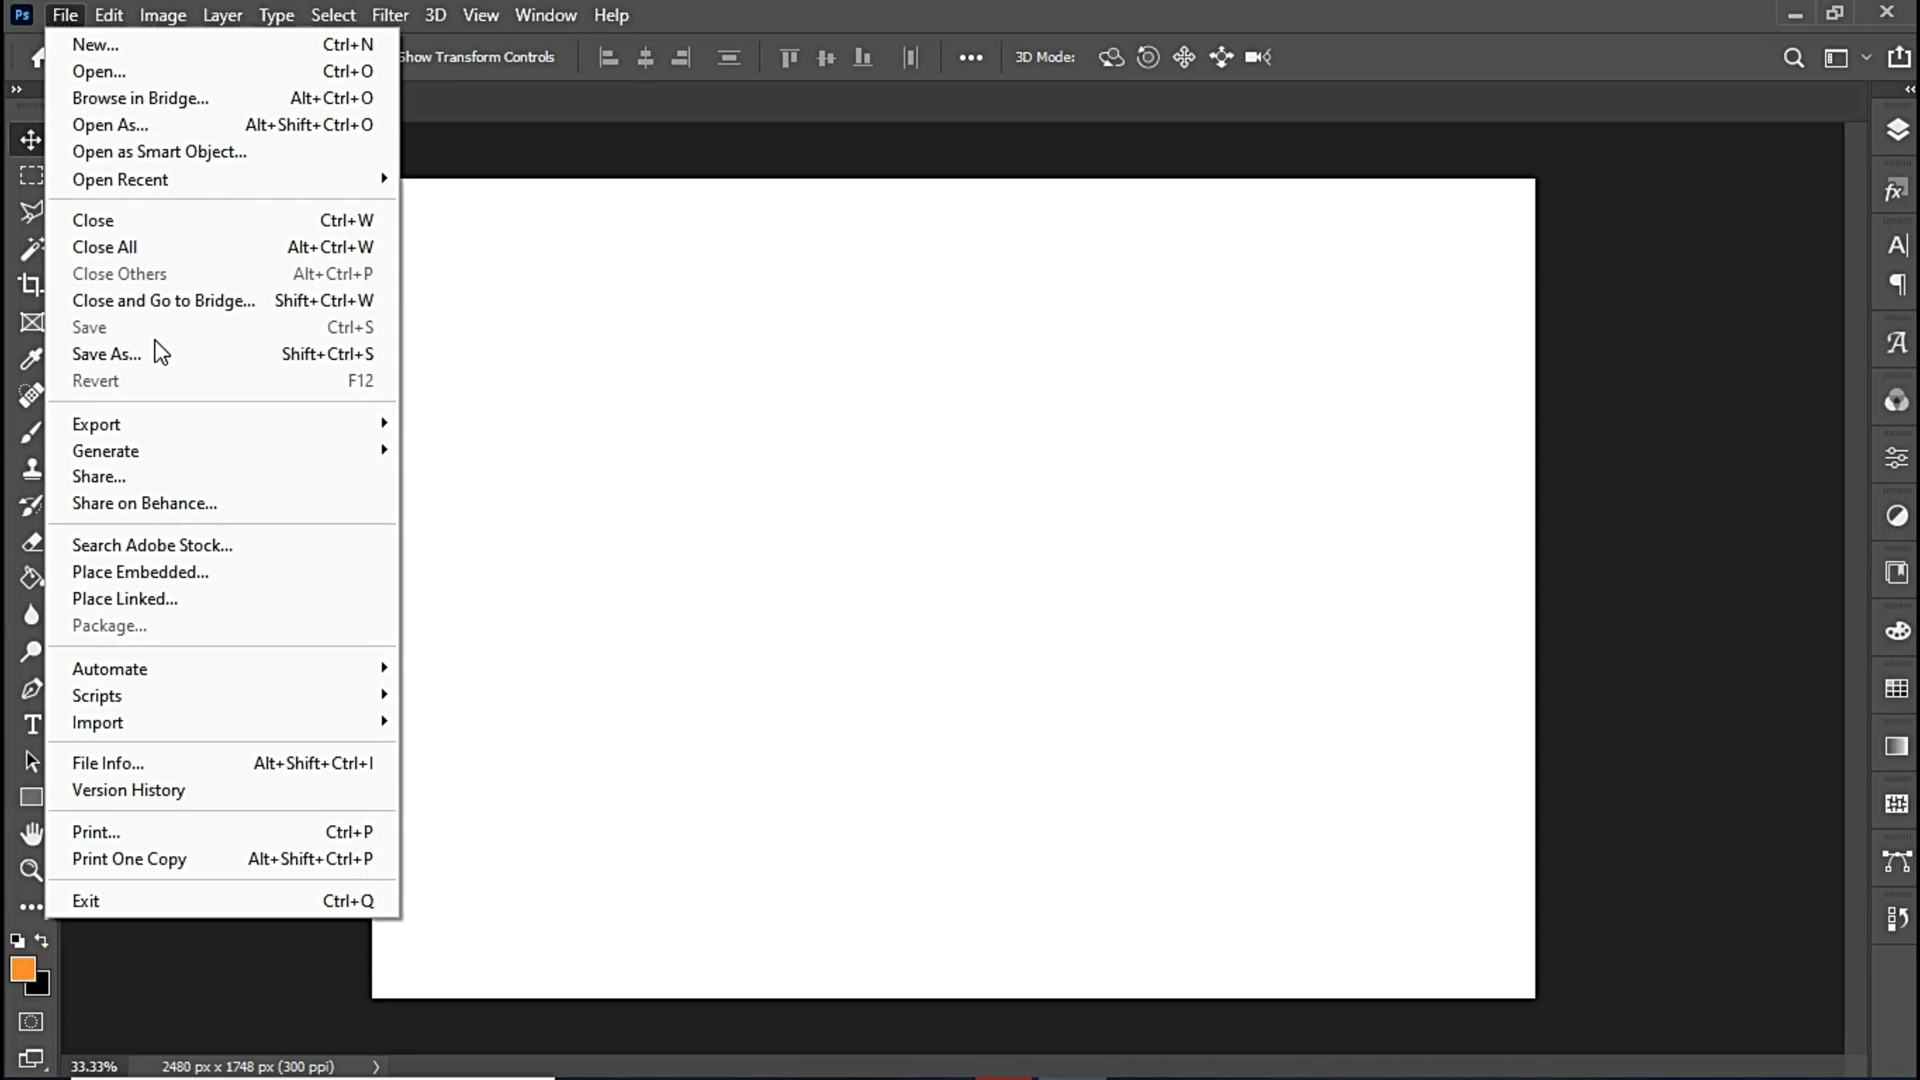 Ps File Edit Image Layer Type Select Filter 3D View Window Help
Show Transform Controls 3D Mode:
New... Ctrl+N
Open... Ctrl+O
Browse in Bridge... Alt+Ctrl+O
Open As... Alt+Shift+Ctrl+O
Open as Smart Object...
Open Recent
Close Ctrl+W
Close All Alt+Ctrl+W
Close Others Alt+Ctrl+P
Close and Go to Bridge... Shift+Ctrl+W
Save Ctrl+S
Save As... Shift+Ctrl+S
Revert F12
Export
Generate
Share...
Share on Behance...
Search Adobe Stock...
Place Embedded...
Place Linked...
Package...
Automate
Scripts
Import
File Info... Alt+Shift+Ctrl+I
Version History
Print... Ctrl+P
Print One Copy Alt+Shift+Ctrl+P
Exit Ctrl+Q
33.33% 2480 px x 1748 px (300 ppi)